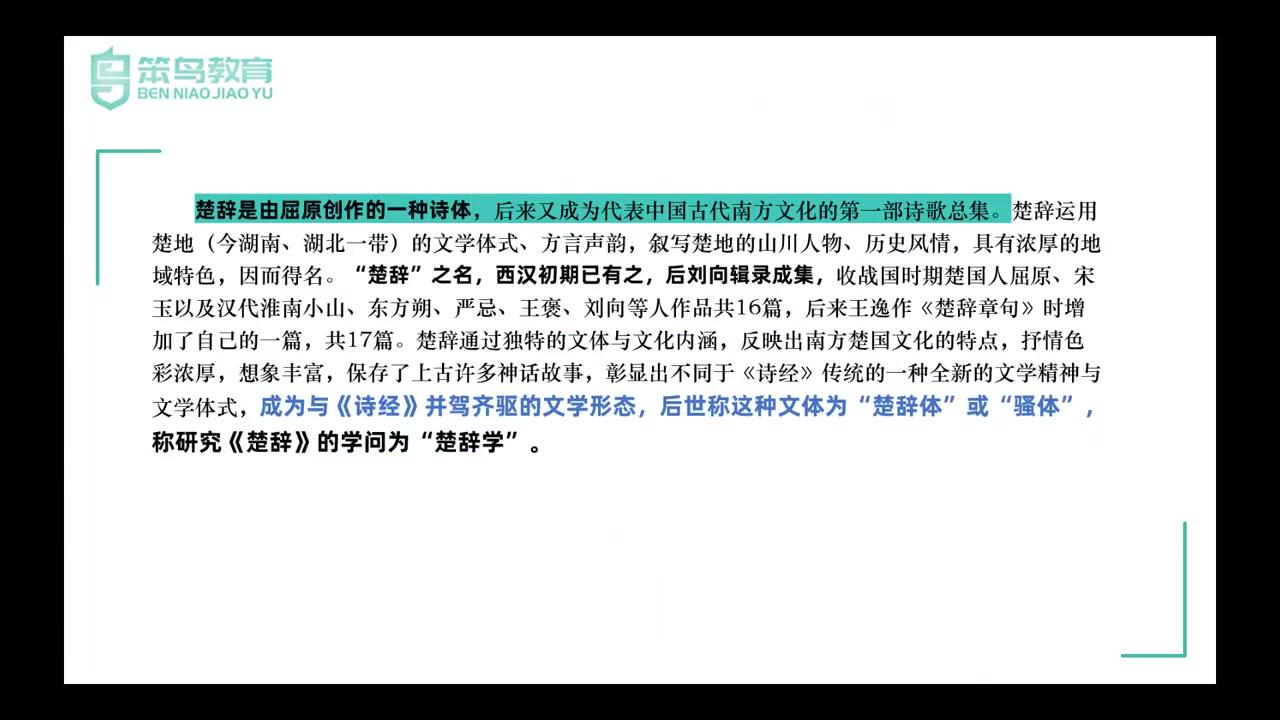 笨鸟教育
BEN NIAO JIAO YU
楚辞是由屈原创作的一种诗体，后来又成为代表中国古代南方文化的第一部诗歌总集。楚辞运用
楚地（今湖南、湖北一带）的文学体式、方言声韵，叙写楚地的山川人物、历史风情，具有浓厚的地
域特色，因而得名。“楚辞”之名，西汉初期已有之，后刘向辑录成集，收战国时期楚国人屈原、宋
玉以及汉代淮南小山、东方朔、严忌、王褒、刘向等人作品共16篇，后来王逸作《楚辞章句》时增
加了自己的一篇，共17篇。楚辞通过独特的文体与文化内涵，反映出南方楚国文化的特点，抒情色
彩浓厚，想象丰富，保存了上古许多神话故事，彰显出不同于《诗经》传统的一种全新的文学精神与
文学体式，成为与《诗经》并驾齐驱的文学形态，后世称这种文体为“楚辞体”或“骚体”，
称研究《楚辞》的学问为“楚辞学”。